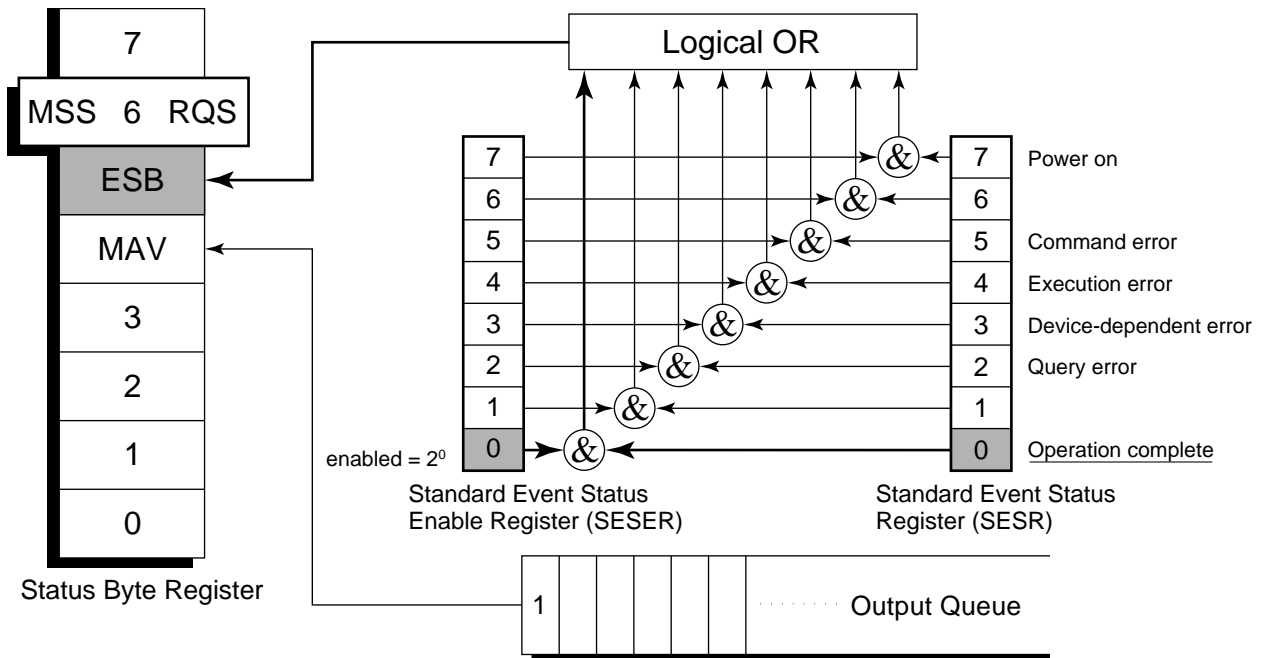 7
MSS 6 RQS
ESB
MAV
3
2
1
0
Status Byte Register
Logical OR
7 & 7 Power on
6 & 6
5 & 5 Command error
4 & 4 Execution error
3 & 3 Device-dependent error
2 & 2 Query error
1 & 1
enabled = 2⁰ 0 & 0 Operation complete
Standard Event Status
Enable Register (SESER)
Standard Event Status
Register (SESR)
1 Output Queue